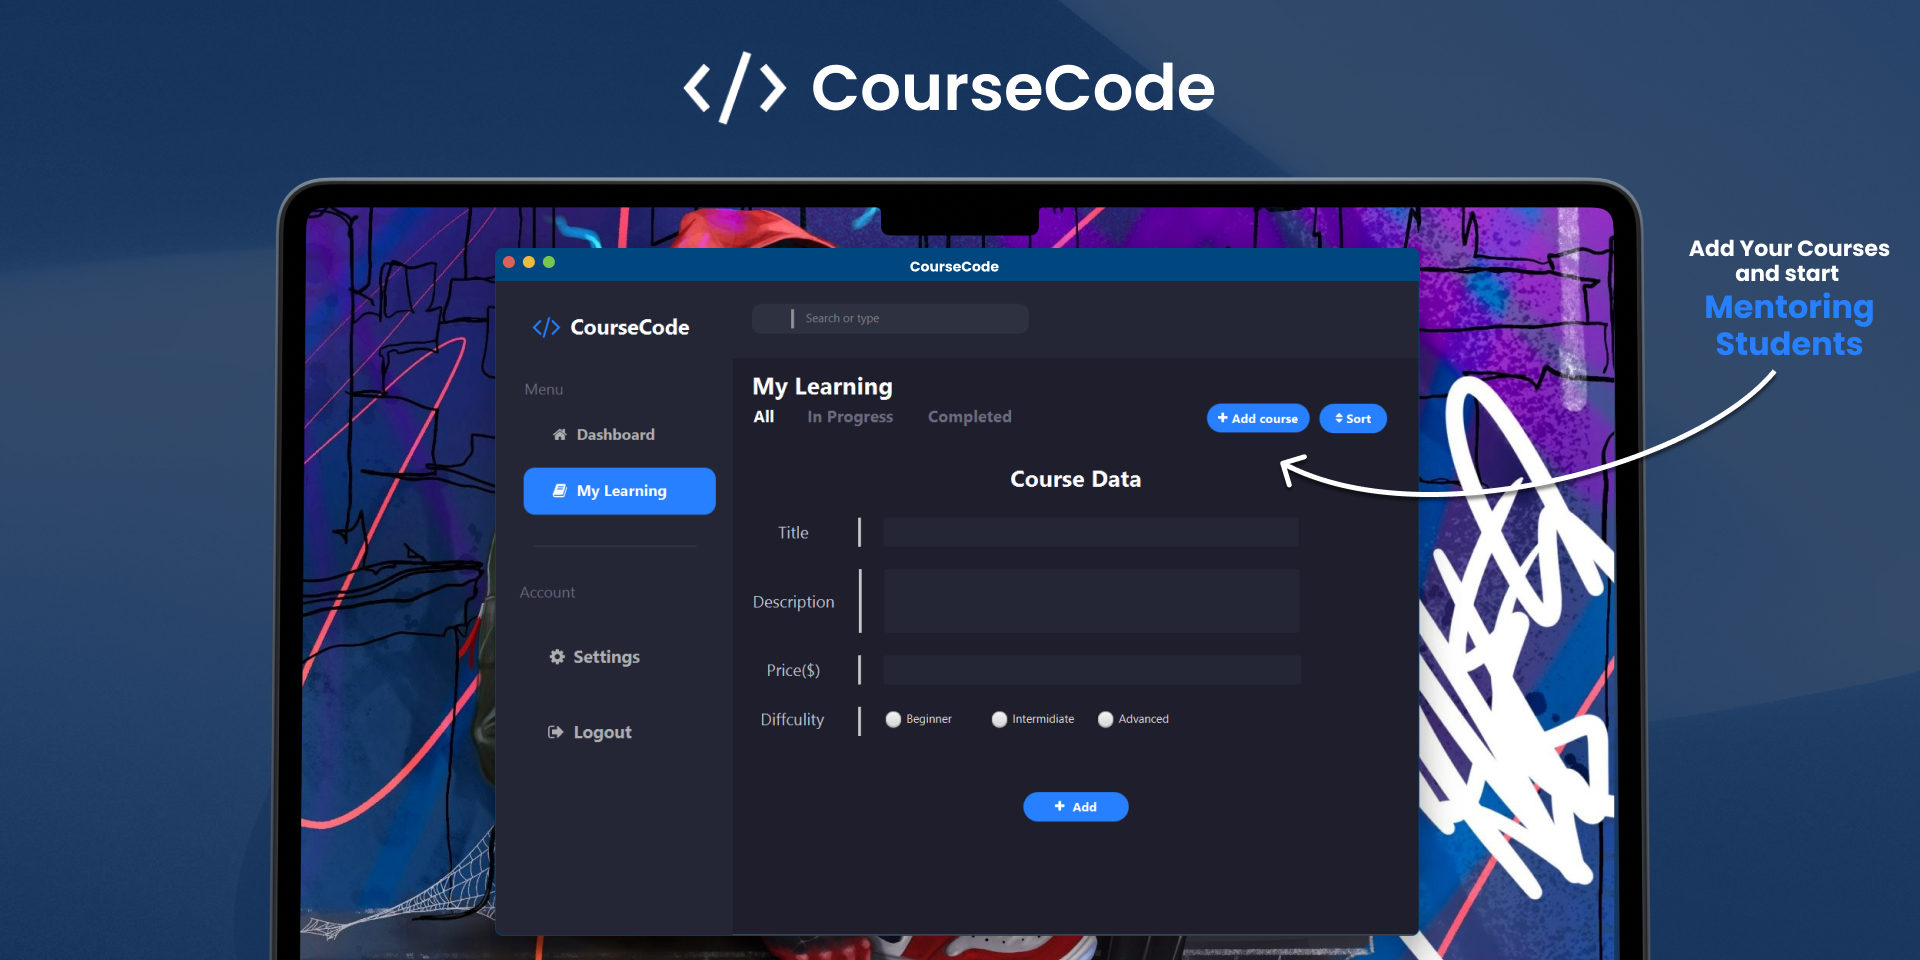 </> CourseCode
Add Your Courses
and start
Mentoring
Students
CourseCode
</> CourseCode
Search or type
Menu
Dashboard
My Learning
Account
Settings
Logout
My Learning
All In Progress Completed
+ Add course
Sort
Course Data
Title
Description
Price($)
Diffculity
Beginner Intermidiate Advanced
+ Add